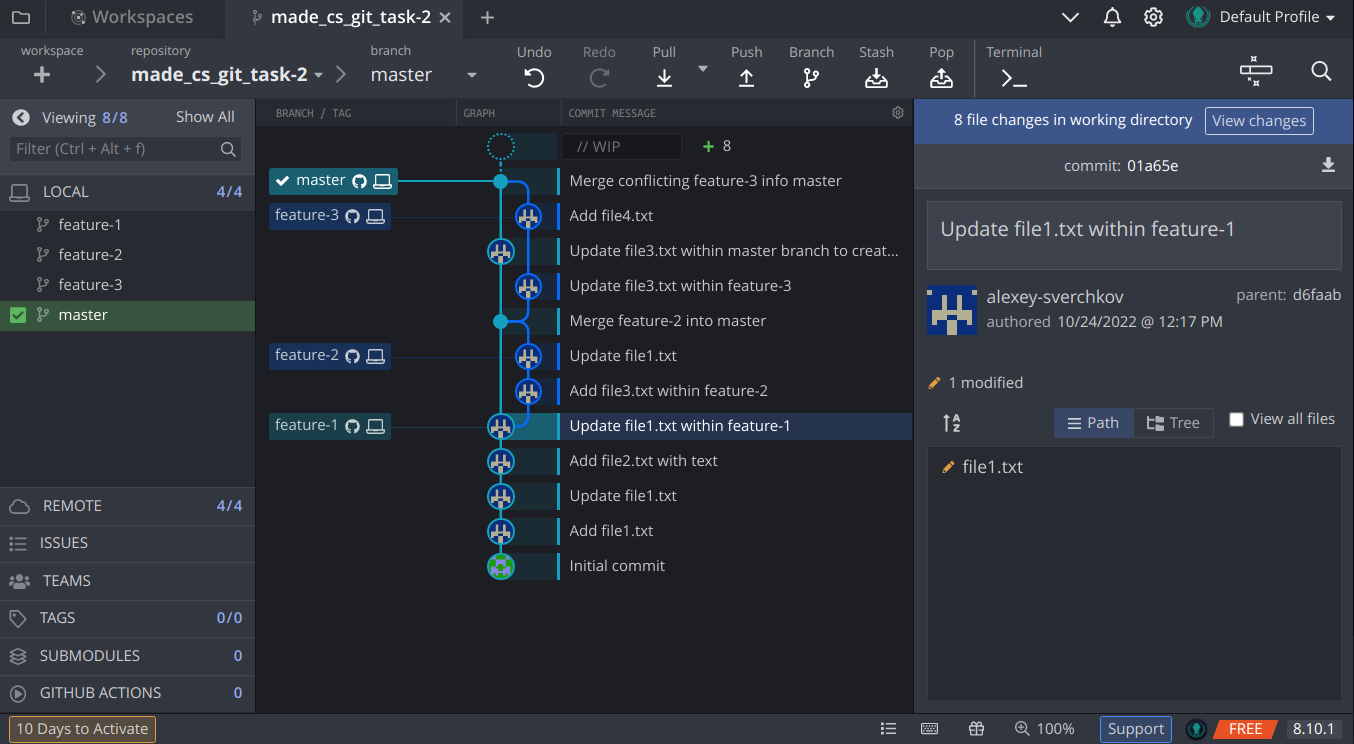 Workspaces
made_cs_git_task-2
Default Profile
workspace
repository
made_cs_git_task-2
branch
master
Undo
Redo
Pull
Push
Branch
Stash
Pop
Terminal
Viewing 8/8
Show All
Filter (Ctrl + Alt + f)
LOCAL 4/4
feature-1
feature-2
feature-3
master
REMOTE 4/4
ISSUES
TEAMS
TAGS 0/0
SUBMODULES 0
GITHUB ACTIONS 0
BRANCH / TAG
GRAPH
COMMIT MESSAGE
// WIP
+ 8
master
Merge conflicting feature-3 info master
feature-3
Add file4.txt
Update file3.txt within master branch to creat...
Update file3.txt within feature-3
Merge feature-2 into master
feature-2
Update file1.txt
Add file3.txt within feature-2
feature-1
Update file1.txt within feature-1
Add file2.txt with text
Update file1.txt
Add file1.txt
Initial commit
8 file changes in working directory
View changes
commit: 01a65e
Update file1.txt within feature-1
alexey-sverchkov
authored 10/24/2022 @ 12:17 PM
parent: d6faab
1 modified
Path
Tree
View all files
file1.txt
10 Days to Activate
100%
Support
FREE
8.10.1